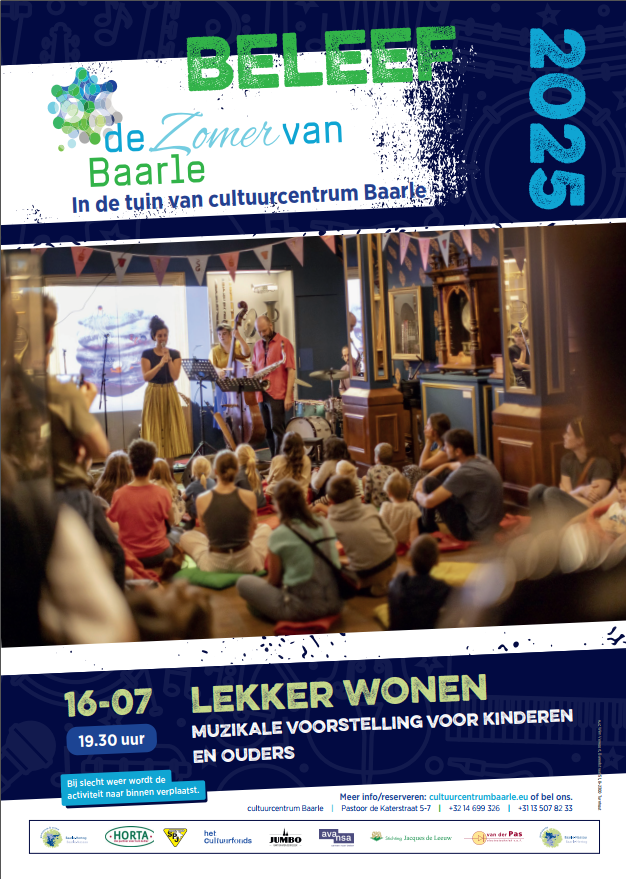 BELEEF
2025
de Zomer van
Baarle
In de tuin van cultuurcentrum Baarle
16-07
19.30 uur
LEKKER WONEN
MUZIKALE VOORSTELLING VOOR KINDEREN
EN OUDERS
Bij slecht weer wordt de
activiteit naar binnen verplaatst.
Meer info/reserveren: cultuurcentrumbaarle.eu of bel ons.
cultuurcentrum Baarle | Pastoor de Katerstraat 5-7 | +32 14 699 326 | +31 13 507 82 33
HORTA
het
cultuurfonds
JUMBO
ava
nsa
Stichting Jacques de Leeuw
van der Pas